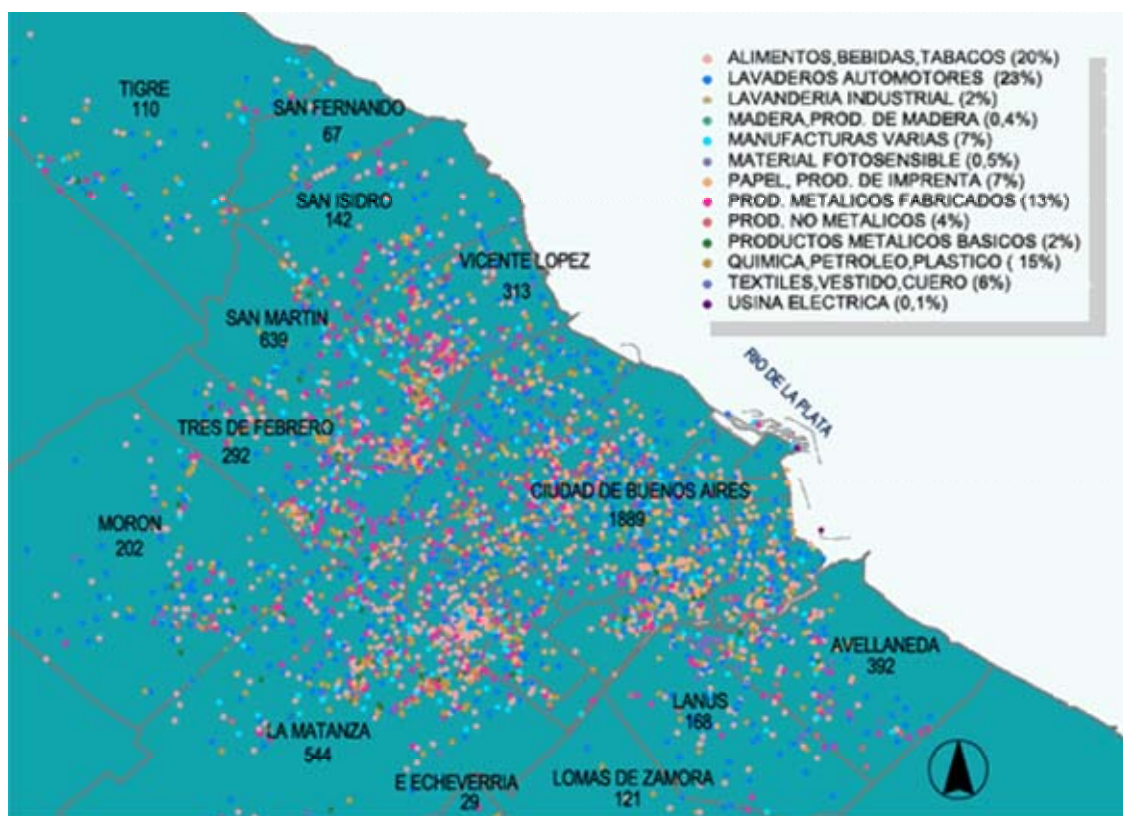 ALIMENTOS,BEBIDAS,TABACOS (20%)
LAVADEROS AUTOMOTORES (23%)
LAVANDERIA INDUSTRIAL (2%)
MADERA,PROD. DE MADERA (0,4%)
MANUFACTURAS VARIAS (7%)
MATERIAL FOTOSENSIBLE (0,5%)
PAPEL, PROD. DE IMPRENTA (7%)
PROD. METALICOS FABRICADOS (13%)
PROD. NO METALICOS (4%)
PRODUCTOS METALICOS BASICOS (2%)
QUIMICA,PETROLEO,PLASTICO ( 15%)
TEXTILES,VESTIDO,CUERO (6%)
USINA ELECTRICA (0,1%)
TIGRE
110
SAN FERNANDO
67
SAN ISIDRO
142
VICENTE LOPEZ
313
SAN MARTIN
639
RIO DE LA PLATA
TRES DE FEBRERO
292
CIUDAD DE BUENOS AIRES
1889
MORON
202
AVELLANEDA
392
LANUS
168
LA MATANZA
544
E ECHEVERRIA
29
LOMAS DE ZAMORA
121